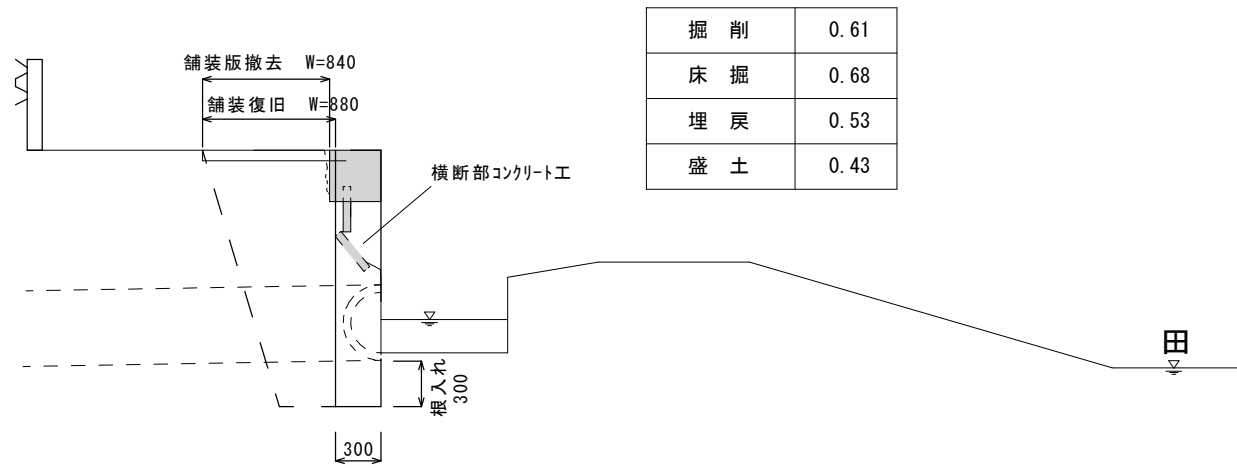 掘 削 0.61
舗装版撤去 W=840
床 掘 0.68
舗装復旧 W=880
埋 戻 0.53
盛 土 0.43
横断部コンクリート工
田
根入れ
300
300